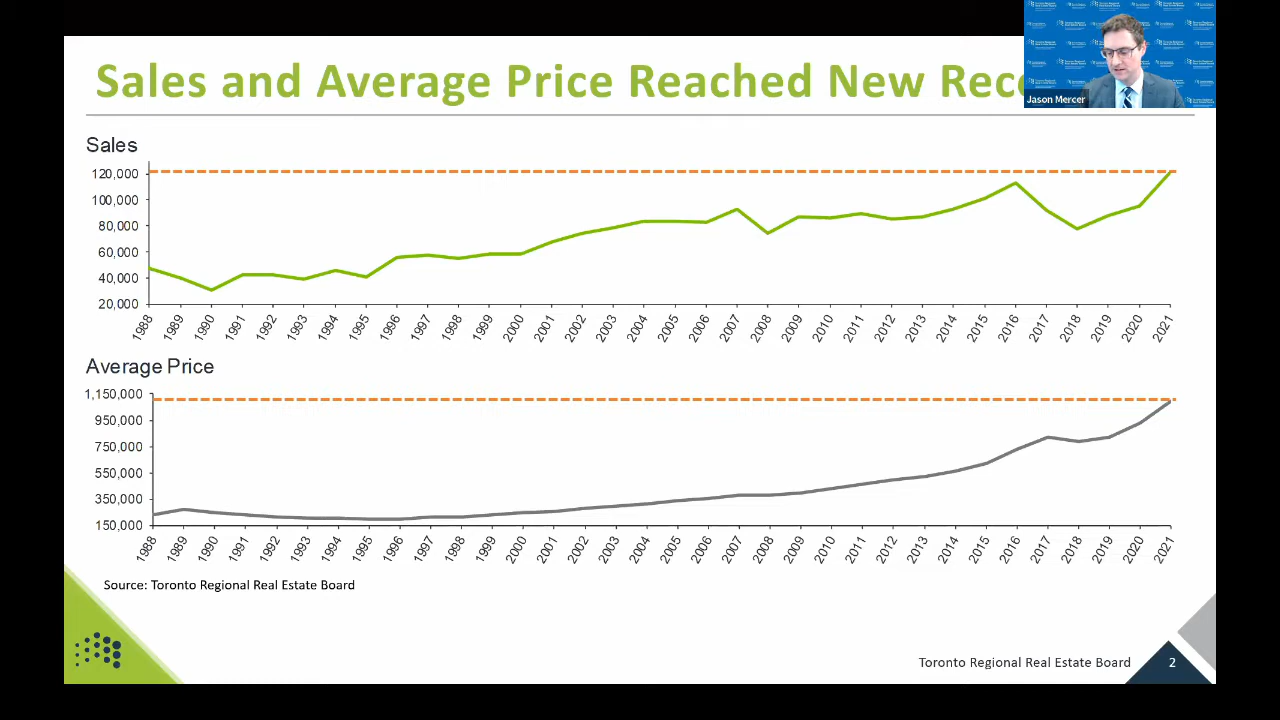 Sales and Average Price Reached New Reco
Jason Mercer
Sales
120,000
100,000
80,000
60,000
40,000
20,000
1988 1989 1990 1991 1992 1993 1994 1995 1996 1997 1998 1999 2000 2001 2002 2003 2004 2005 2006 2007 2008 2009 2010 2011 2012 2013 2014 2015 2016 2017 2018 2019 2020 2021
Average Price
1,150,000
950,000
750,000
550,000
350,000
150,000
1988 1989 1990 1991 1992 1993 1994 1995 1996 1997 1998 1999 2000 2001 2002 2003 2004 2005 2006 2007 2008 2009 2010 2011 2012 2013 2014 2015 2016 2017 2018 2019 2020 2021
Source: Toronto Regional Real Estate Board
Toronto Regional Real Estate Board 2